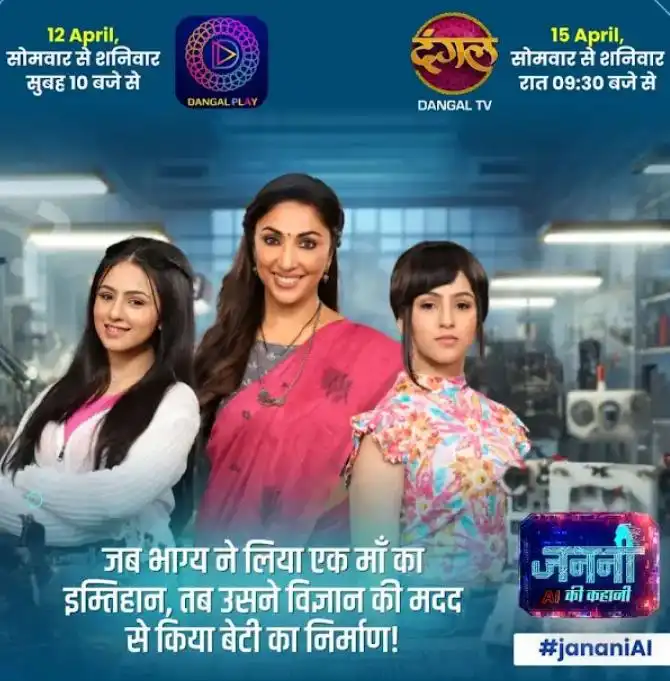 12 April,
सोमवार से शनिवार
सुबह 10 बजे से
DANGAL PLAY
दंगल
DANGAL TV
15 April,
सोमवार से शनिवार
रात 09:30 बजे से
जब भाग्य ने लिया एक माँ का
इम्तिहान, तब उसने विज्ञान की मदद
से किया बेटी का निर्माण!
जननी
AI की कहानी
#jananiAI